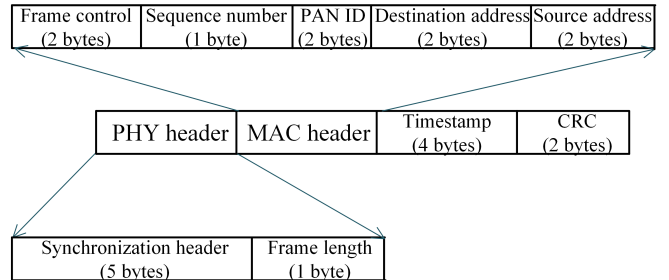 Frame control Sequence number PAN ID Destination address Source address
(2 bytes) (1 byte) (2 bytes) (2 bytes) (2 bytes)
PHY header MAC header Timestamp CRC
(4 bytes) (2 bytes)
Synchronization header Frame length
(5 bytes) (1 byte)